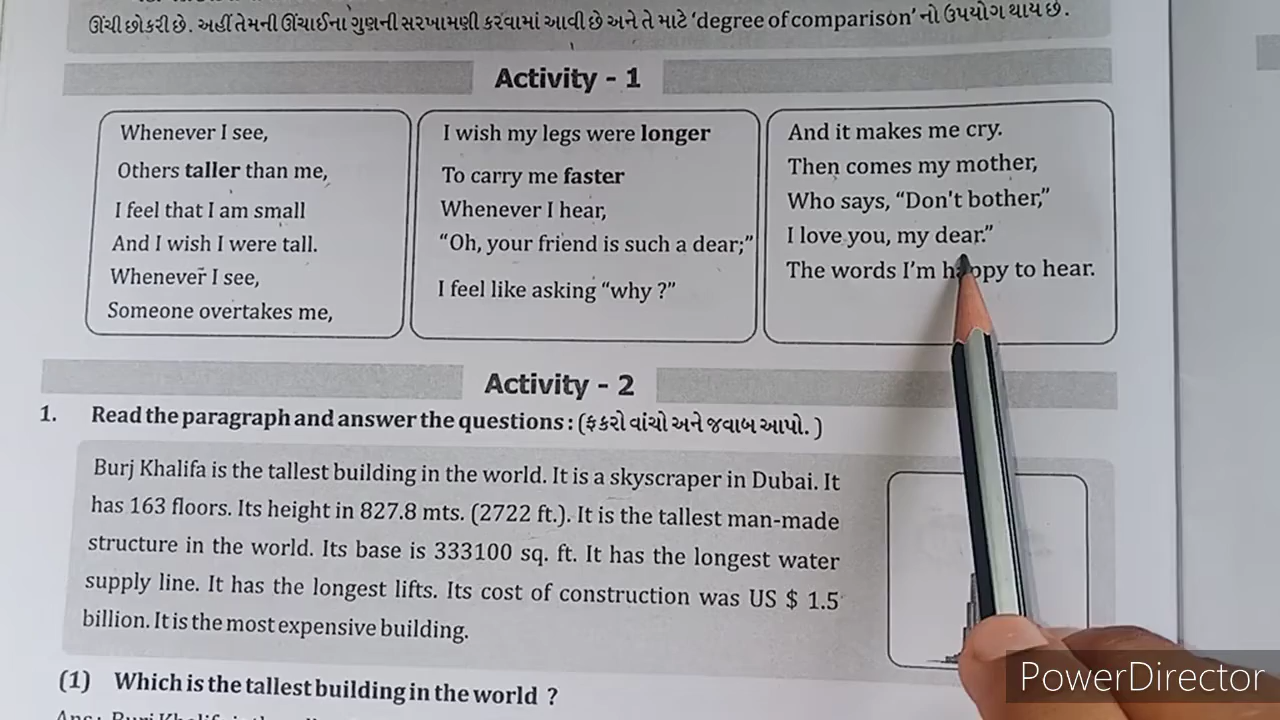 ઊંચી છોકરી છે. અહીં તેમની ઊંચાઈના ગુણની સરખામણી કરવામાં આવી છે અને તે માટે ‘degree of comparison’ નો ઉપયોગ થાય છે.
Activity - 1
Whenever I see,
Others taller than me,
I feel that I am small
And I wish I were tall.
Whenever I see,
Someone overtakes me,
I wish my legs were longer
To carry me faster
Whenever I hear,
“Oh, your friend is such a dear;”
I feel like asking “why ?”
And it makes me cry.
Then comes my mother,
Who says, “Don't bother,”
I love you, my dear.”
The words I’m happy to hear.
Activity - 2
1. Read the paragraph and answer the questions : (ફકરો વાંચો અને જવાબ આપો. )
Burj Khalifa is the tallest building in the world. It is a skyscraper in Dubai. It
has 163 floors. Its height in 827.8 mts. (2722 ft.). It is the tallest man-made
structure in the world. Its base is 333100 sq. ft. It has the longest water
supply line. It has the longest lifts. Its cost of construction was US $ 1.5
billion. It is the most expensive building.
(1) Which is the tallest building in the world ?
PowerDirector